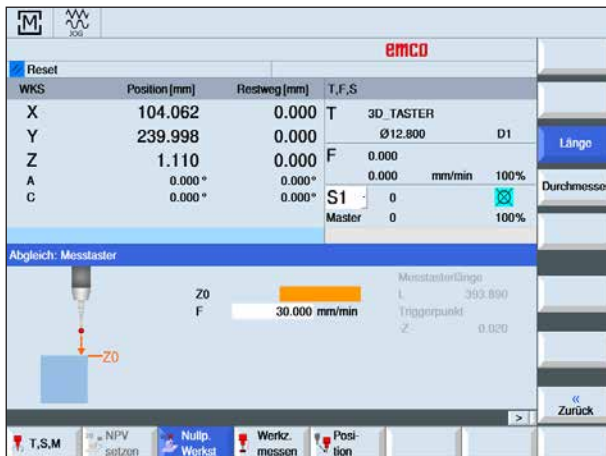 M
JOG
emco
Reset
WKS Position [mm] Restweg [mm] T,F,S
X 104.062 0.000 T 3D_TASTER
Y 239.998 0.000 Ø12.800 D1
Z 1.110 0.000 F 0.000
A 0.000° 0.000° 0.000 mm/min 100%
C 0.000° 0.000° S1 0
Master 0 100%
Länge
Durchmesse
Abgleich: Messtaster
Z0
F 30.000 mm/min
Z0
Messtasterlänge
L 393.890
Triggerpunkt
Z 0.020
>
«
Zurück
T,S,M
NPV
setzen
Nullp.
Werkst
Werkz.
messen
Posi-
tion